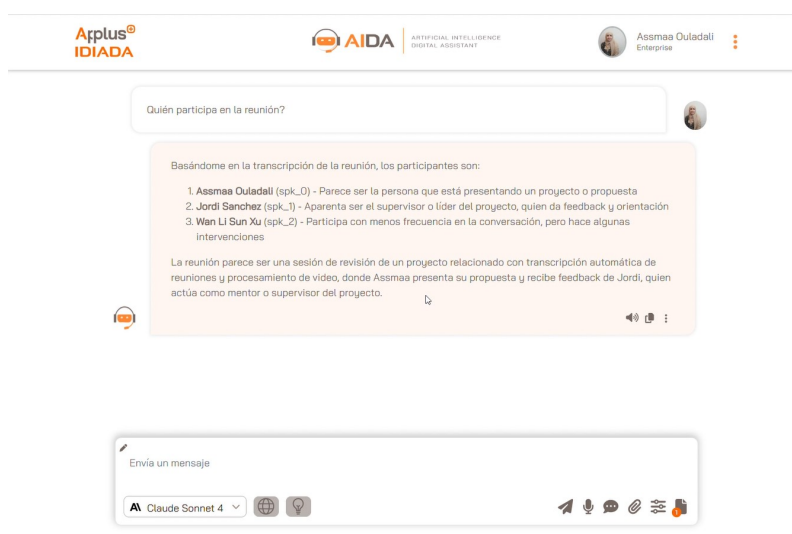 Applus+
IDIADA
AIDA
ARTIFICIAL INTELLIGENCE
DIGITAL ASSISTANT
Assmaa Ouladali
Enterprise
Quién participa en la reunión?
Basándome en la transcripción de la reunión, los participantes son:
1. Assmaa Ouladali (spk_0) - Parece ser la persona que está presentando un proyecto o propuesta
2. Jordi Sanchez (spk_1) - Aparenta ser el supervisor o líder del proyecto, quien da feedback y orientación
3. Wan Li Sun Xu (spk_2) - Participa con menos frecuencia en la conversación, pero hace algunas
intervenciones
La reunión parece ser una sesión de revisión de un proyecto relacionado con transcripción automática de
reuniones y procesamiento de video, donde Assmaa presenta su propuesta y recibe feedback de Jordi, quien
actúa como mentor o supervisor del proyecto.
Envía un mensaje
A\ Claude Sonnet 4
1